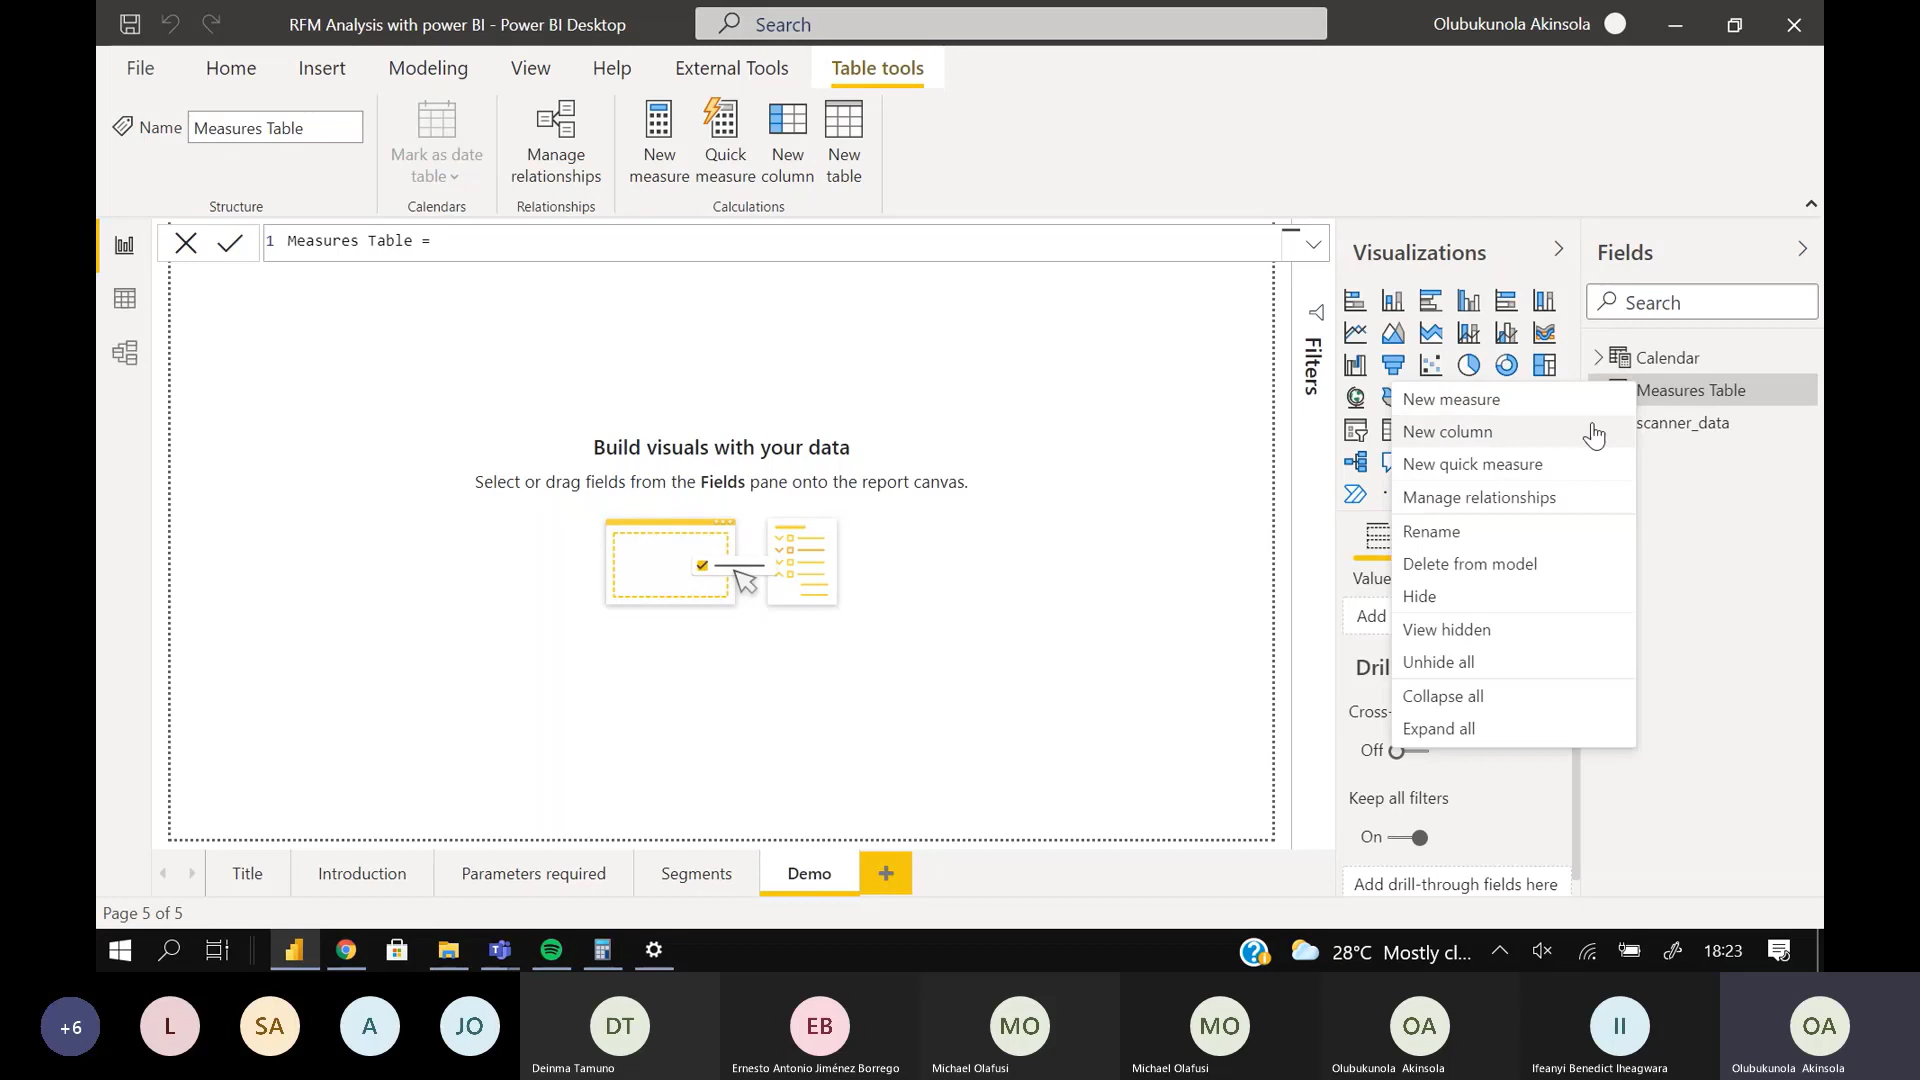 RFM Analysis with power BI - Power BI Desktop
Search
Olubukunola Akinsola
File
Home
Insert
Modeling
View
Help
External Tools
Table tools
Name
Measures Table
Mark as date
table
Manage
relationships
New
measure
Quick
measure
New
column
New
table
Structure
Calendars
Relationships
Calculations
1 Measures Table =
Build visuals with your data
Select or drag fields from the Fields pane onto the report canvas.
Filters
Visualizations
Value
Add
Dril
Cross-
Off
Keep all filters
On
Add drill-through fields here
Fields
Search
Calendar
Measures Table
scanner_data
New measure
New column
New quick measure
Manage relationships
Rename
Delete from model
Hide
View hidden
Unhide all
Collapse all
Expand all
Title
Introduction
Parameters required
Segments
Demo
Page 5 of 5
28°C Mostly cl...
18:23
+6
L
SA
A
JO
DT
Deinma Tamuno
EB
Ernesto Antonio Jiménez Borrego
MO
Michael Olafusi
MO
Michael Olafusi
OA
Olubukunola Akinsola
II
Ifeanyi Benedict Iheagwara
OA
Olubukunola Akinsola